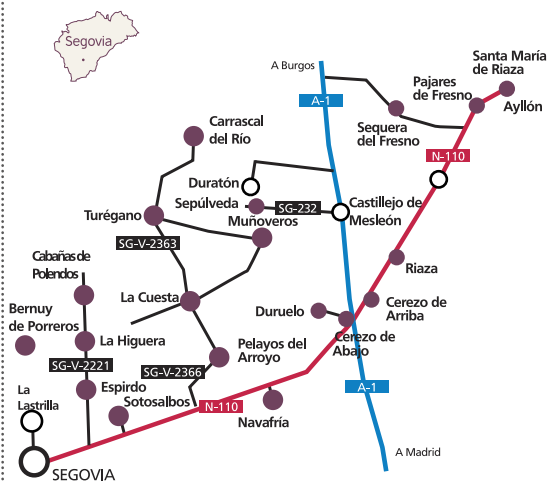 Segovia
A Burgos
Santa María
de Riaza
Pajares
de Fresno
Ayllón
A-1
Carrascal
del Río
Sequera
del Fresno
N-110
Duratón
Sepúlveda
SG-232
Castillejo de
Mesleón
Turégano
Muñoveros
SG-V-2363
Cabañas de
Polendos
Riaza
La Cuesta
Bernuy
de Porreros
Duruelo
Cerezo de
Arriba
La Higuera
Pelayos del
Arroyo
Cerezo de
Abajo
SG-V-2221
SG-V-2366
La
Lastrilla
Espirdo
Sotosalbos
N-110
A-1
Navafría
A Madrid
SEGOVIA